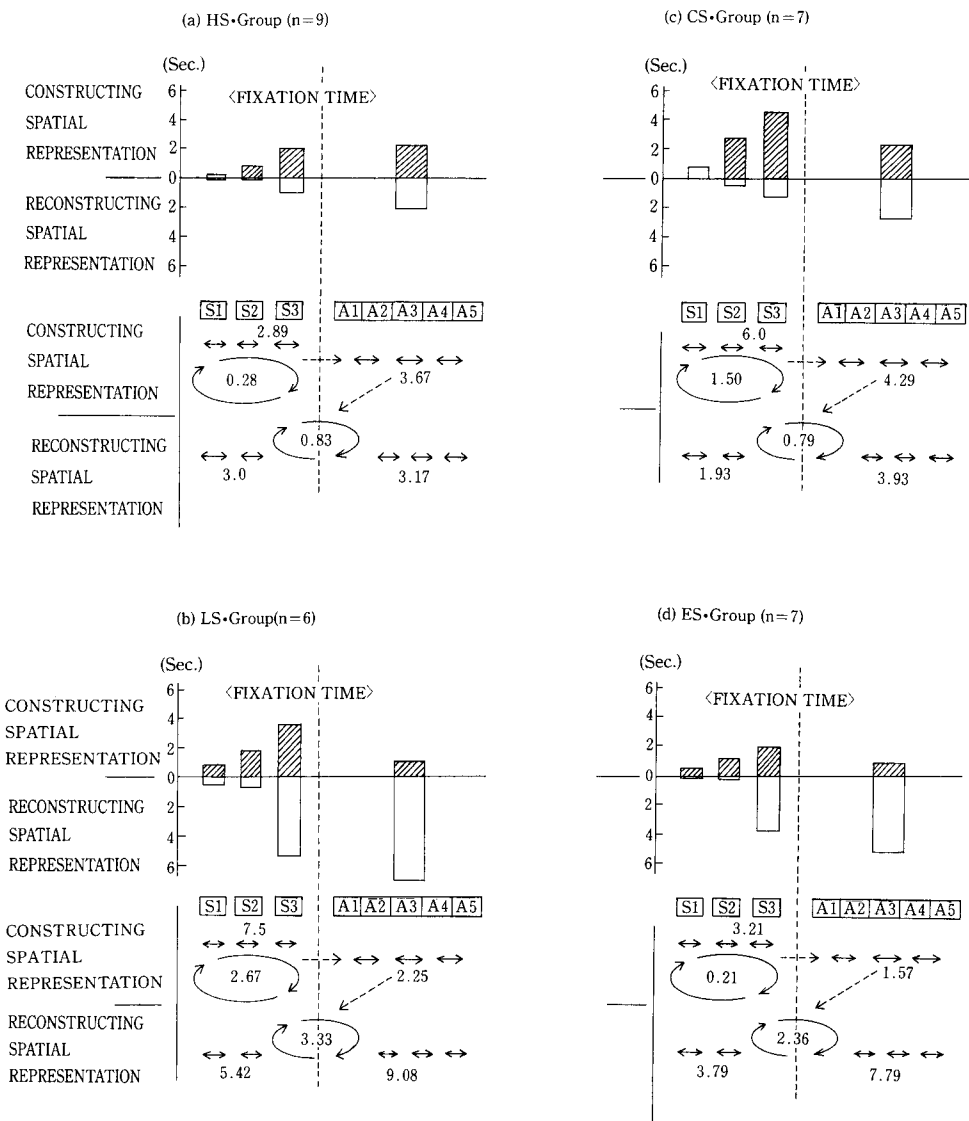 (a) HS•Group (n=9)
(Sec.)
6
4
2
0
2
4
6
CONSTRUCTING
SPATIAL
REPRESENTATION
RECONSTRUCTING
SPATIAL
REPRESENTATION
〈FIXATION TIME〉
S1 S2 S3 A1 A2 A3 A4 A5
CONSTRUCTING
SPATIAL
REPRESENTATION
2.89
0.28
3.67
RECONSTRUCTING
SPATIAL
REPRESENTATION
0.83
3.0
3.17
(c) CS•Group (n=7)
(Sec.)
6
4
2
0
2
4
6
〈FIXATION TIME〉
S1 S2 S3 A1 A2 A3 A4 A5
6.0
1.50
4.29
0.79
1.93
3.93
(b) LS•Group(n=6)
(Sec.)
6
4
2
0
2
4
6
CONSTRUCTING
SPATIAL
REPRESENTATION
RECONSTRUCTING
SPATIAL
REPRESENTATION
〈FIXATION TIME〉
S1 S2 S3 A1 A2 A3 A4 A5
CONSTRUCTING
SPATIAL
REPRESENTATION
7.5
2.67
2.25
RECONSTRUCTING
SPATIAL
REPRESENTATION
3.33
5.42
9.08
(d) ES•Group (n=7)
(Sec.)
6
4
2
0
2
4
6
〈FIXATION TIME〉
S1 S2 S3 A1 A2 A3 A4 A5
3.21
0.21
1.57
2.36
3.79
7.79